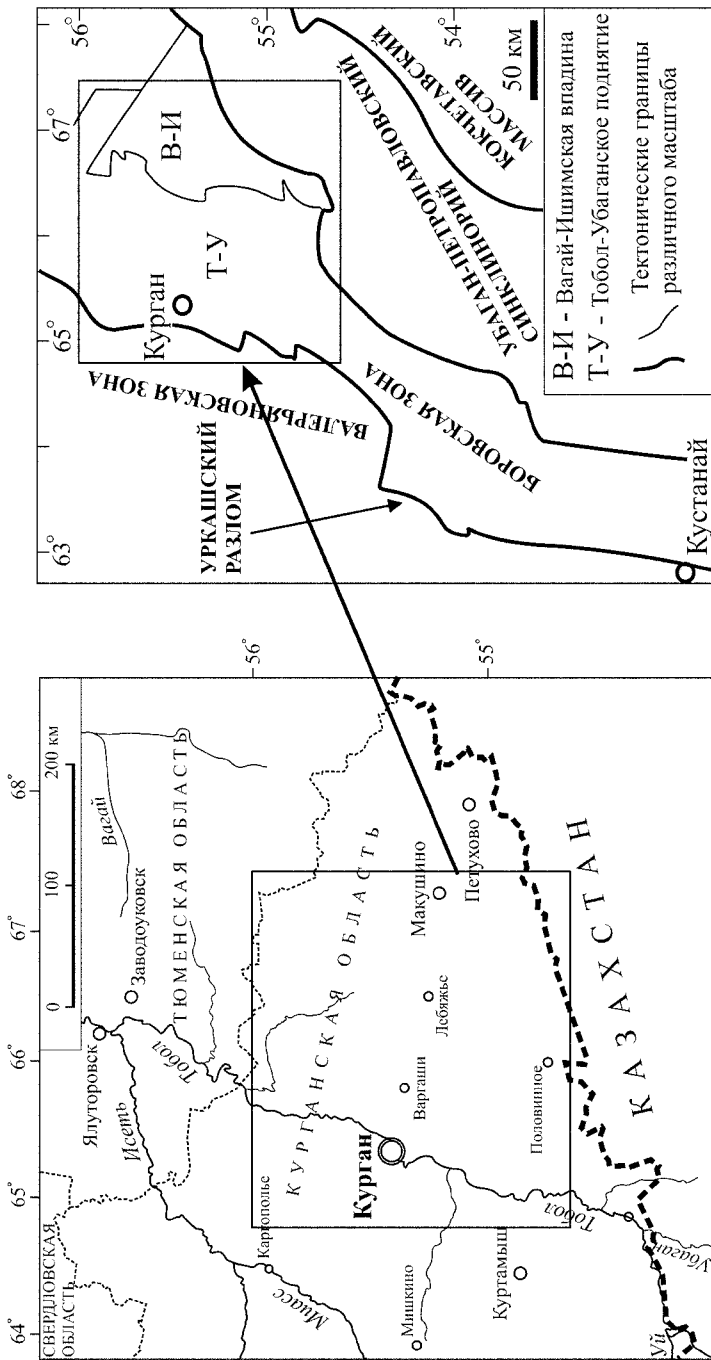 64°
65°
66°
67°
68°
СВЕРДЛОВСКАЯ
ОБЛАСТЬ
Ялуторовск
Заводоуковск
Вагай
0 100 200 км
Исеть
Тобол
ТЮМЕНСКАЯ ОБЛАСТЬ
56°
Каргополье
Миасс
КУРГАНСКАЯ ОБЛАСТЬ
Курган
Варгаши
Лебяжье
Макушино
Мишкино
Петухово
55°
Куртамыш
Половинное
Тобол
Убаган
Уй
КАЗАХСТАН
63°
65°
67°
56°
55°
54°
Курган
Т-У
В-И
УРКАШСКИЙ
РАЗЛОМ
ВАЛЕРЬЯНОВСКАЯ ЗОНА
БОРОВСКАЯ ЗОНА
УБАГАН-ПЕТРОПАВЛОВСКИЙ
СИНКЛИНОРИЙ
КОКЧЕТАВСКИЙ
МАССИВ
50 км
Кустанай
В-И - Вагай-Ишимская впадина
Т-У - Тобол-Убаганское поднятие
Тектонические границы
различного масштаба